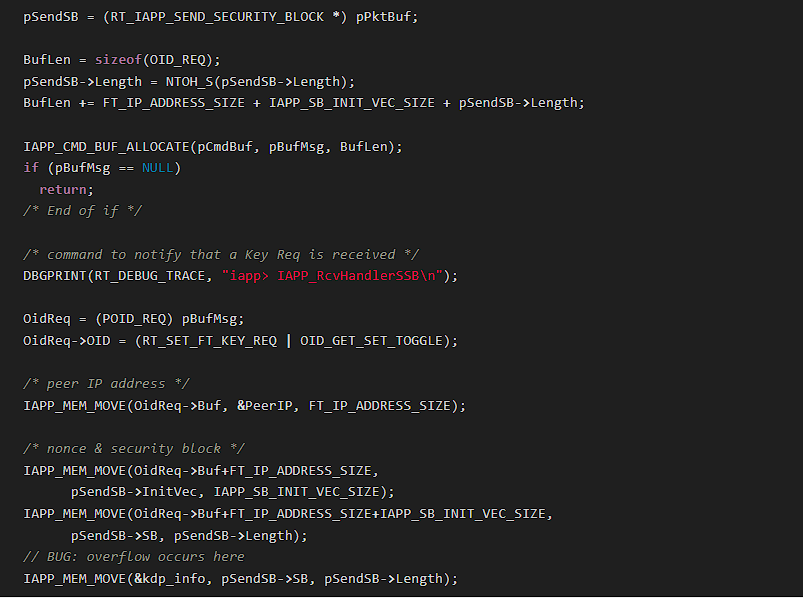 pSendSB = (RT_IAPP_SEND_SECURITY_BLOCK *) pPktBuf;
BufLen = sizeof(OID_REQ);
pSendSB->Length = NTOH_S(pSendSB->Length);
BufLen += FT_IP_ADDRESS_SIZE + IAPP_SB_INIT_VEC_SIZE + pSendSB->Length;
IAPP_CMD_BUF_ALLOCATE(pCmdBuf, pBufMsg, BufLen);
if (pBufMsg == NULL)
return;
/* End of if */
/* command to notify that a Key Req is received */
DBGPRINT(RT_DEBUG_TRACE, "iapp> IAPP_RcvHandlerSSB\n");
OidReq = (POID_REQ) pBufMsg;
OidReq->OID = (RT_SET_FT_KEY_REQ | OID_GET_SET_TOGGLE);
/* peer IP address */
IAPP_MEM_MOVE(OidReq->Buf, &PeerIP, FT_IP_ADDRESS_SIZE);
/* nonce & security block */
IAPP_MEM_MOVE(OidReq->Buf+FT_IP_ADDRESS_SIZE,
pSendSB->InitVec, IAPP_SB_INIT_VEC_SIZE);
IAPP_MEM_MOVE(OidReq->Buf+FT_IP_ADDRESS_SIZE+IAPP_SB_INIT_VEC_SIZE,
pSendSB->SB, pSendSB->Length);
// BUG: overflow occurs here
IAPP_MEM_MOVE(&kdp_info, pSendSB->SB, pSendSB->Length);